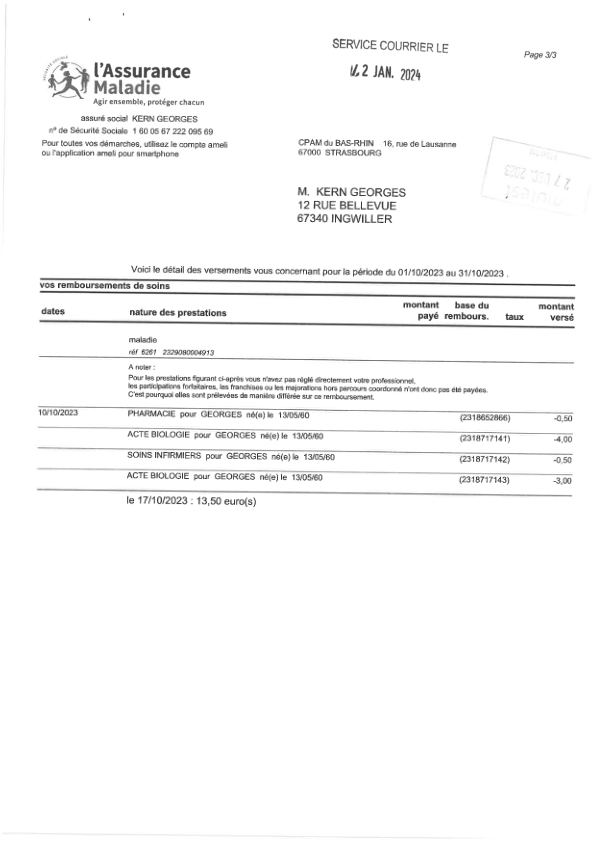 SERVICE COURRIER LE
Page 3/3
2 JAN. 2024
SÉCURITÉ SOCIALE
l'Assurance
Maladie
Agir ensemble, protéger chacun
assuré social KERN GEORGES
n° de Sécurité Sociale 1 60 05 67 222 095 69
Pour toutes vos démarches, utilisez le compte ameli
ou l'application ameli pour smartphone
CPAM du BAS-RHIN 16, rue de Lausanne
67000 STRASBOURG
27 DEC. 2023
M. KERN GEORGES
12 RUE BELLEVUE
67340 INGWILLER
Voici le détail des versements vous concernant pour la période du 01/10/2023 au 31/10/2023 .
vos remboursements de soins
dates nature des prestations montant payé base du rembours. taux montant versé
maladie
réf 6261 2329080004913
A noter :
Pour les prestations figurant ci-après vous n'avez pas réglé directement votre professionnel,
les participations forfaitaires, les franchises ou les majorations hors parcours coordonné n'ont donc pas été payées.
C'est pourquoi elles sont prélevées de manière différée sur ce remboursement.
10/10/2023 PHARMACIE pour GEORGES né(e) le 13/05/60 (2318652866) -0,50
ACTE BIOLOGIE pour GEORGES né(e) le 13/05/60 (2318717141) -4,00
SOINS INFIRMIERS pour GEORGES né(e) le 13/05/60 (2318717142) -0,50
ACTE BIOLOGIE pour GEORGES né(e) le 13/05/60 (2318717143) -3,00
le 17/10/2023 : 13,50 euro(s)